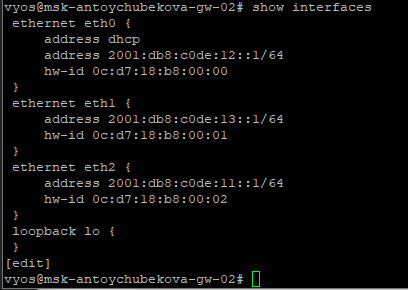 vyos@msk-antoychubekova-gw-02# show interfaces
 ethernet eth0 {
     address dhcp
     address 2001:db8:c0de:12::1/64
     hw-id 0c:d7:18:b8:00:00
 }
 ethernet eth1 {
     address 2001:db8:c0de:13::1/64
     hw-id 0c:d7:18:b8:00:01
 }
 ethernet eth2 {
     address 2001:db8:c0de:11::1/64
     hw-id 0c:d7:18:b8:00:02
 }
 loopback lo {
 }
[edit]
vyos@msk-antoychubekova-gw-02#